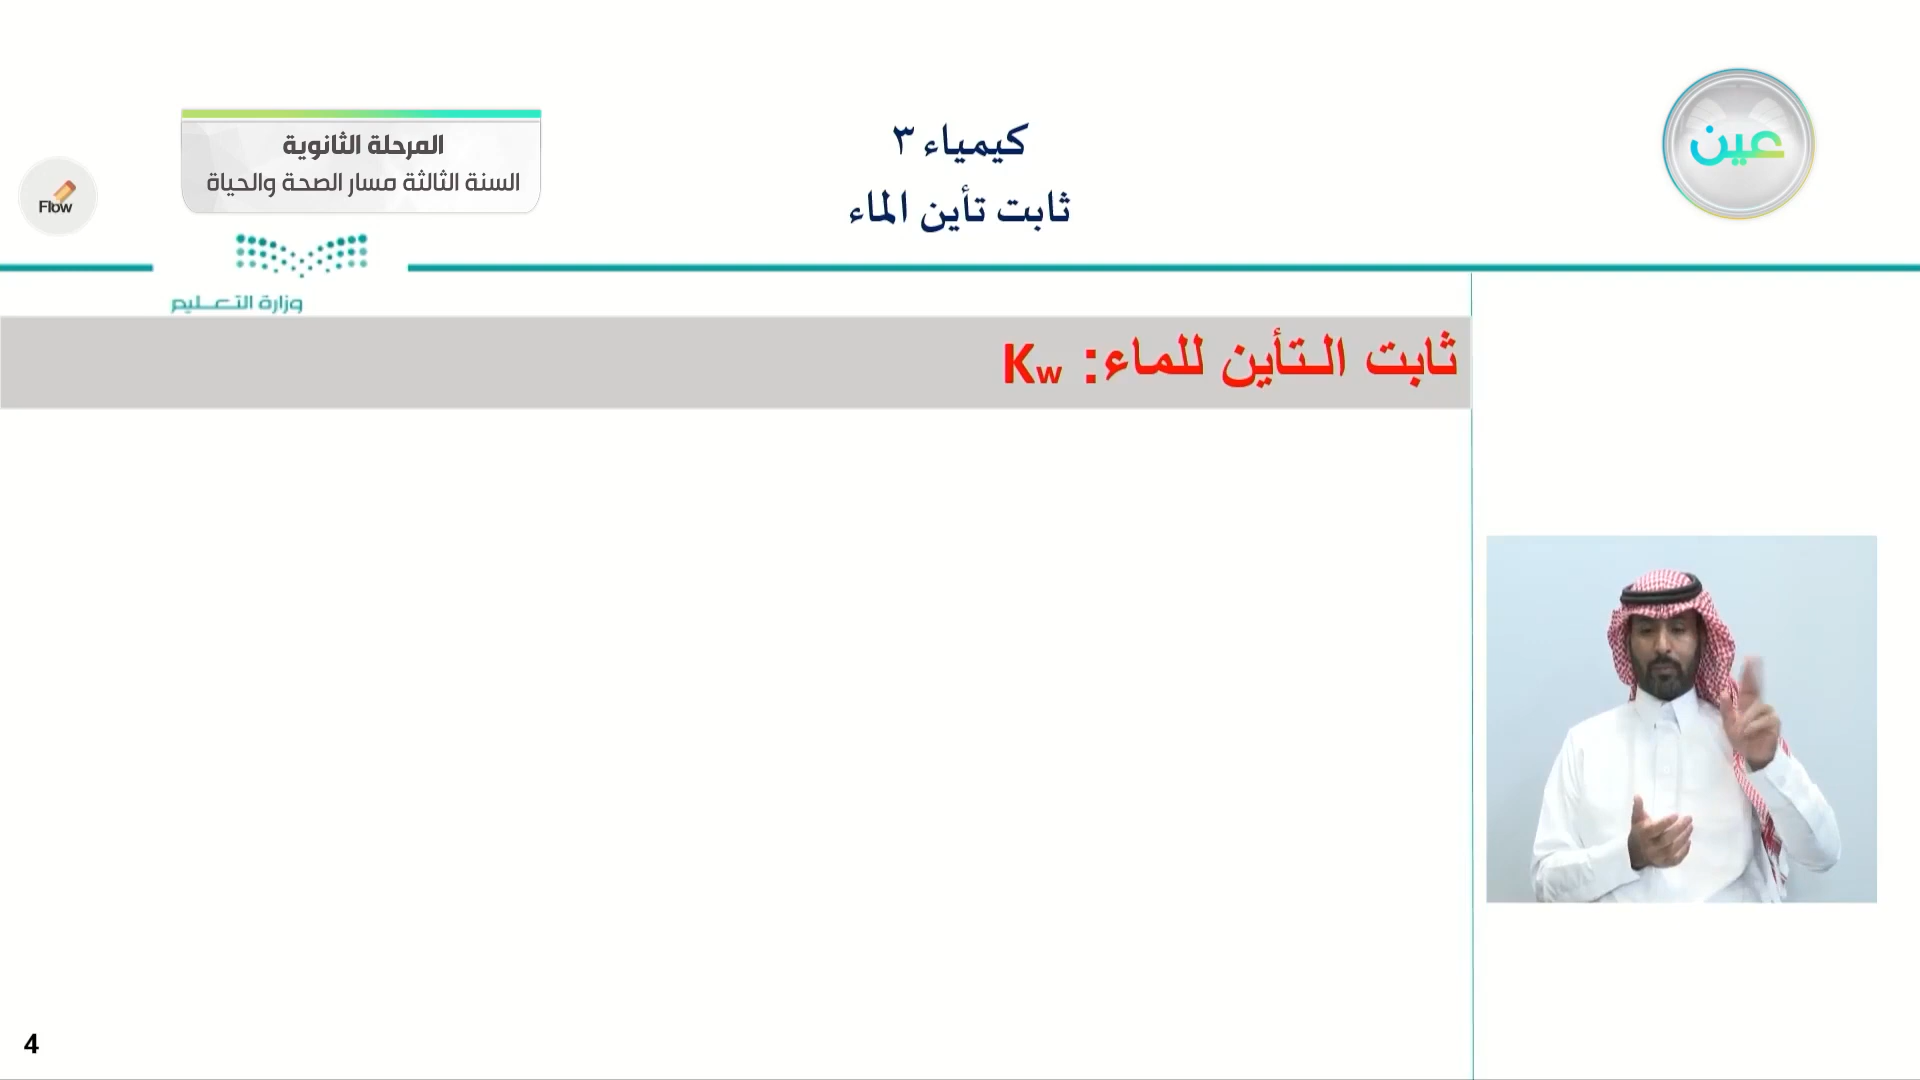 كيمياء ٣
ثابت تأين الماء
عين
المرحلة الثانوية
السنة الثالثة مسار الصحة والحياة
Flow
وزارة التعليم
ثابت التأين للماء: Kw
4